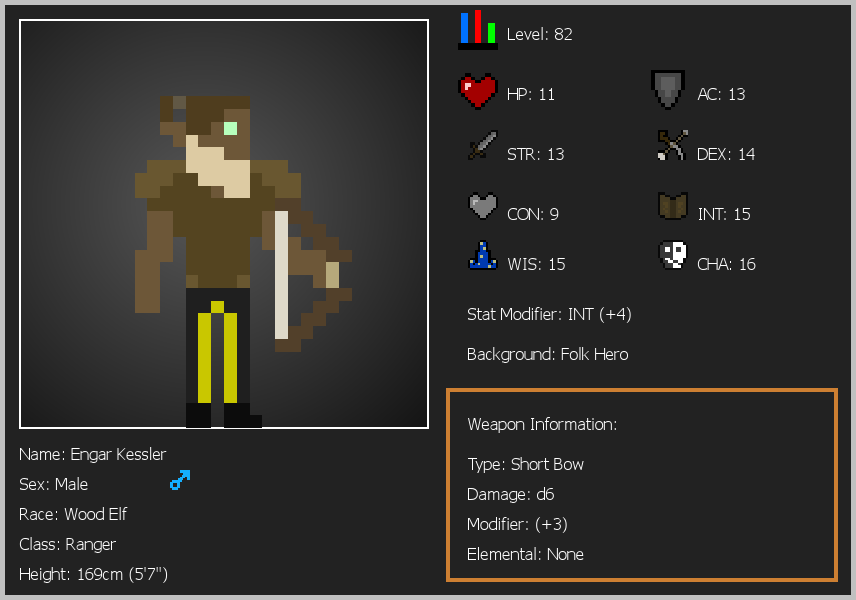 Level: 82
HP: 11
AC: 13
STR: 13
DEX: 14
CON: 9
INT: 15
WIS: 15
CHA: 16
Stat Modifier: INT (+4)
Background: Folk Hero
Weapon Information:
Type: Short Bow
Damage: d6
Modifier: (+3)
Elemental: None
Name: Engar Kessler
Sex: Male
Race: Wood Elf
Class: Ranger
Height: 169cm (5'7")